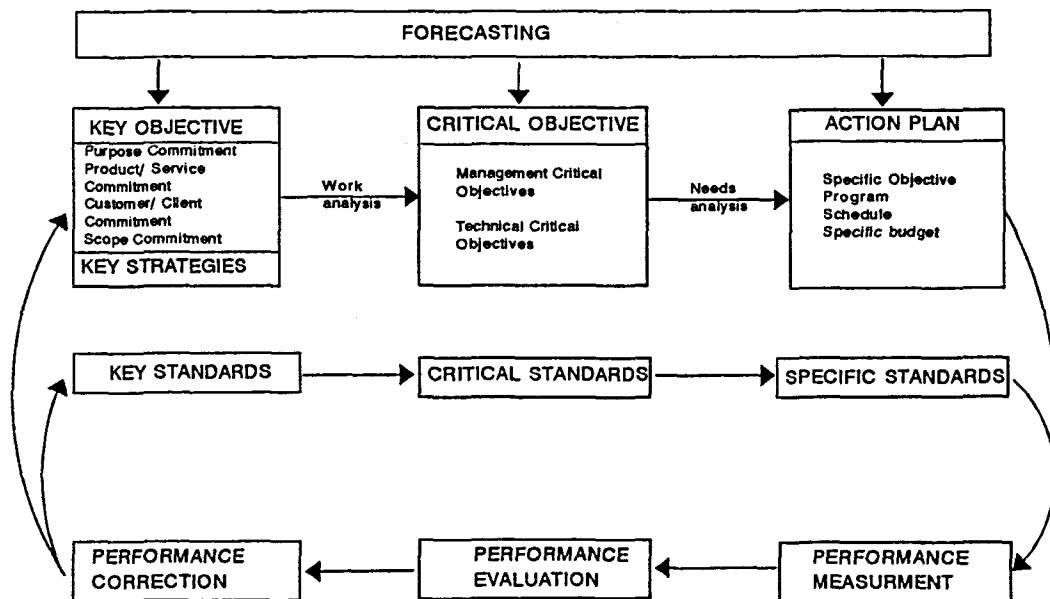 FORECASTING
KEY OBJECTIVE
Purpose Commitment
Product/ Service
Commitment
Customer/ Client
Commitment
Scope Commitment
KEY STRATEGIES
Work
analysis
CRITICAL OBJECTIVE
Management Critical
Objectives
Technical Critical
Objectives
Needs
analysis
ACTION PLAN
Specific Objective
Program
Schedule
Specific budget
KEY STANDARDS
CRITICAL STANDARDS
SPECIFIC STANDARDS
PERFORMANCE
CORRECTION
PERFORMANCE
EVALUATION
PERFORMANCE
MEASURMENT